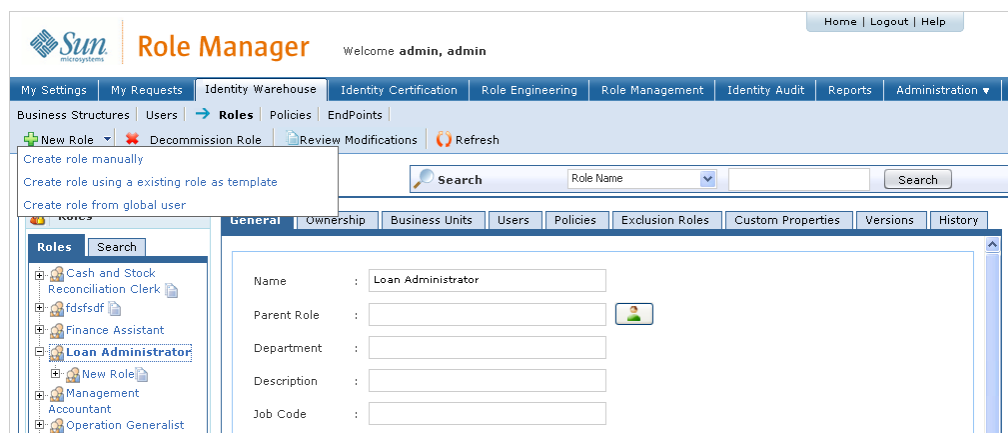 Home | Logout | Help
Sun
microsystems
Role Manager
Welcome admin, admin
My Settings My Requests Identity Warehouse Identity Certification Role Engineering Role Management Identity Audit Reports Administration ▼
Business Structures Users → Roles Policies EndPoints
New Role Decommission Role Review Modifications Refresh
Create role manually
Create role using a existing role as template
Create role from global user
Search Role Name Search
Roles
Roles Search
Cash and Stock
Reconciliation Clerk
fdsfsdf
Finance Assistant
Loan Administrator
New Role
Management
Accountant
Operation Generalist
General Ownership Business Units Users Policies Exclusion Roles Custom Properties Versions History
Name : Loan Administrator
Parent Role :
Department :
Description :
Job Code :